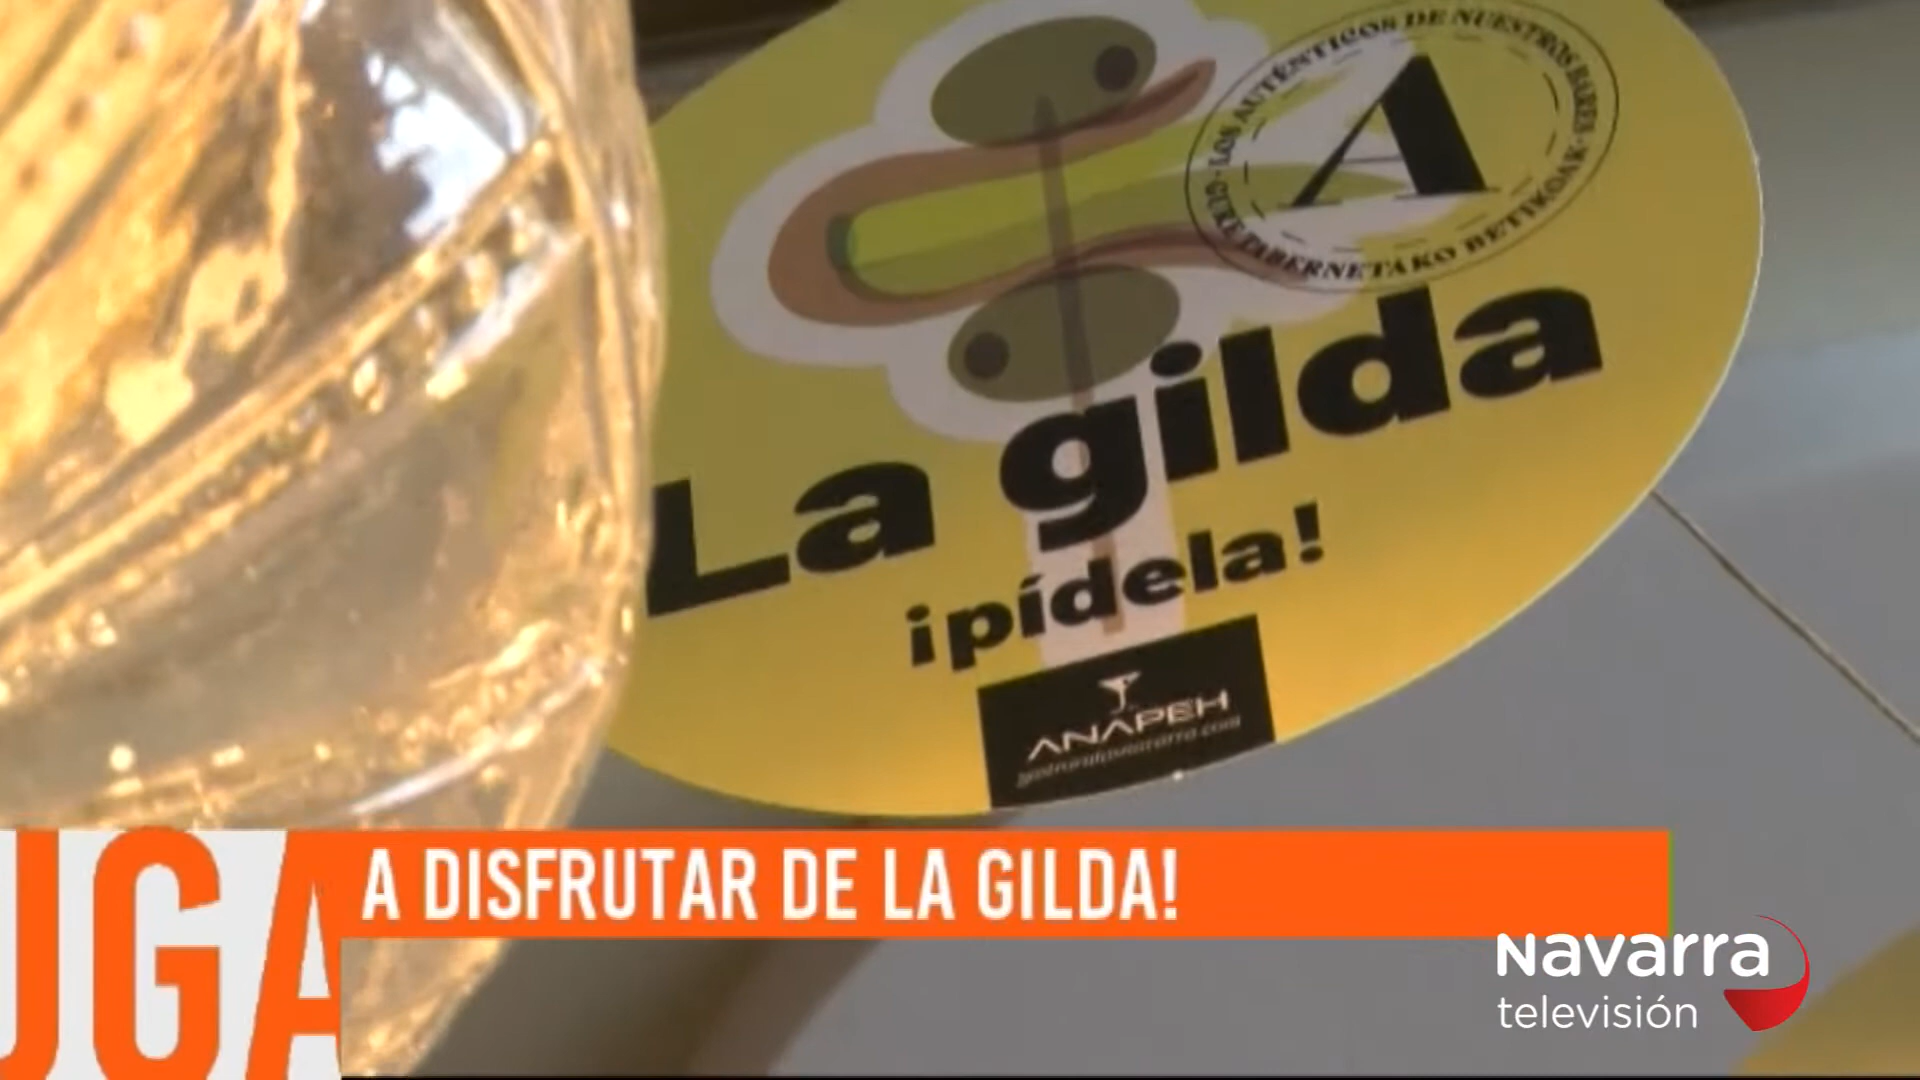 LOS AUTÉNTICOS DE NUESTROS BARES · GURE TABERNETAKO BETIKOAK ·
A
La gilda
¡pídela!
ANAPEH
UGA
A DISFRUTAR DE LA GILDA!
Navarra
televisión